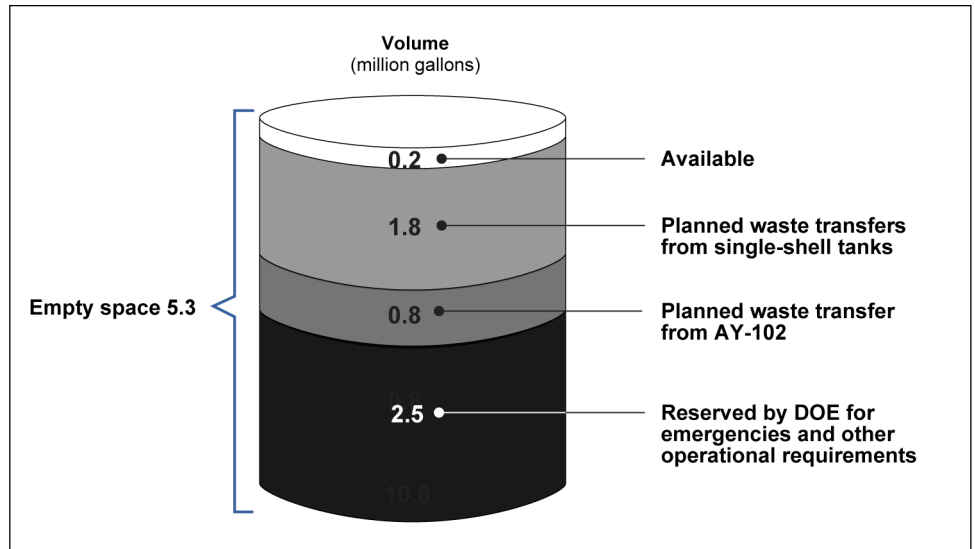 Volume
(million gallons)
0.2
Available
1.8
Planned waste transfers
from single-shell tanks
Empty space 5.3
0.8
Planned waste transfer
from AY-102
0.8
2.5
Reserved by DOE for
emergencies and other
operational requirements
10.6